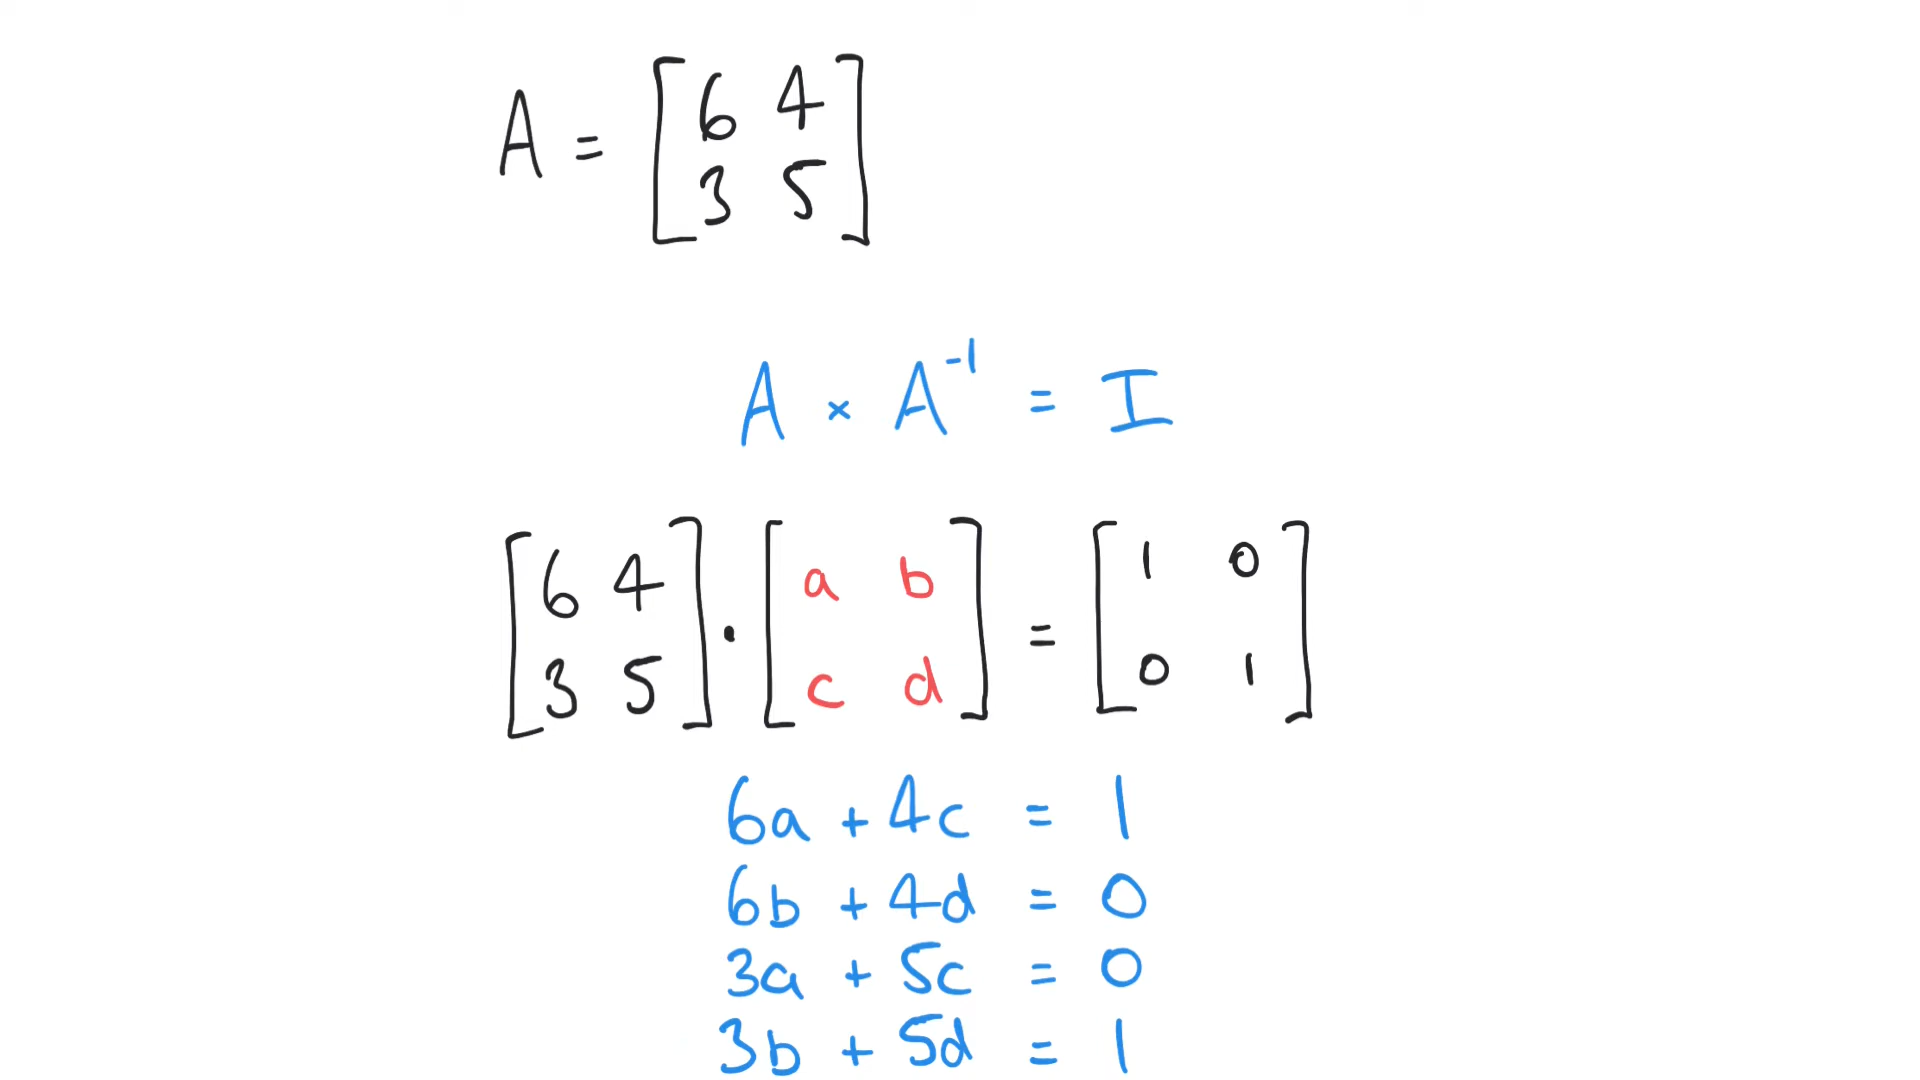 A = [6 4
3 5]
A × A⁻¹ = I
[6 4 3 5] · [a b c d] = [1 0 0 1]
6a + 4c = 1
6b + 4d = 0
3a + 5c = 0
3b + 5d = 1